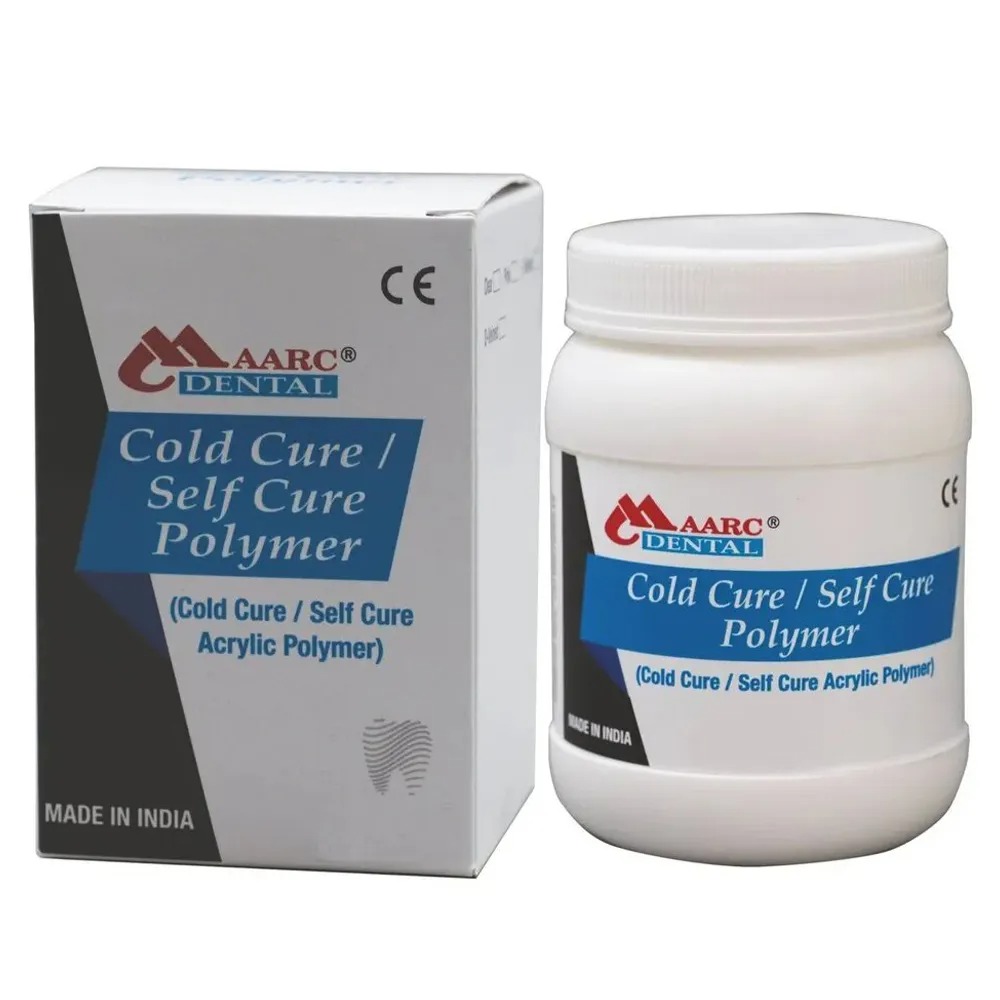 Polymer
CE
MAARC®
DENTAL
Cold Cure /
Self Cure
Polymer
(Cold Cure / Self Cure
Acrylic Polymer)
MADE IN INDIA
CE
MAARC®
DENTAL
Cold Cure / Self Cure
Polymer
(Cold Cure / Self Cure Acrylic Polymer)
MADE IN INDIA